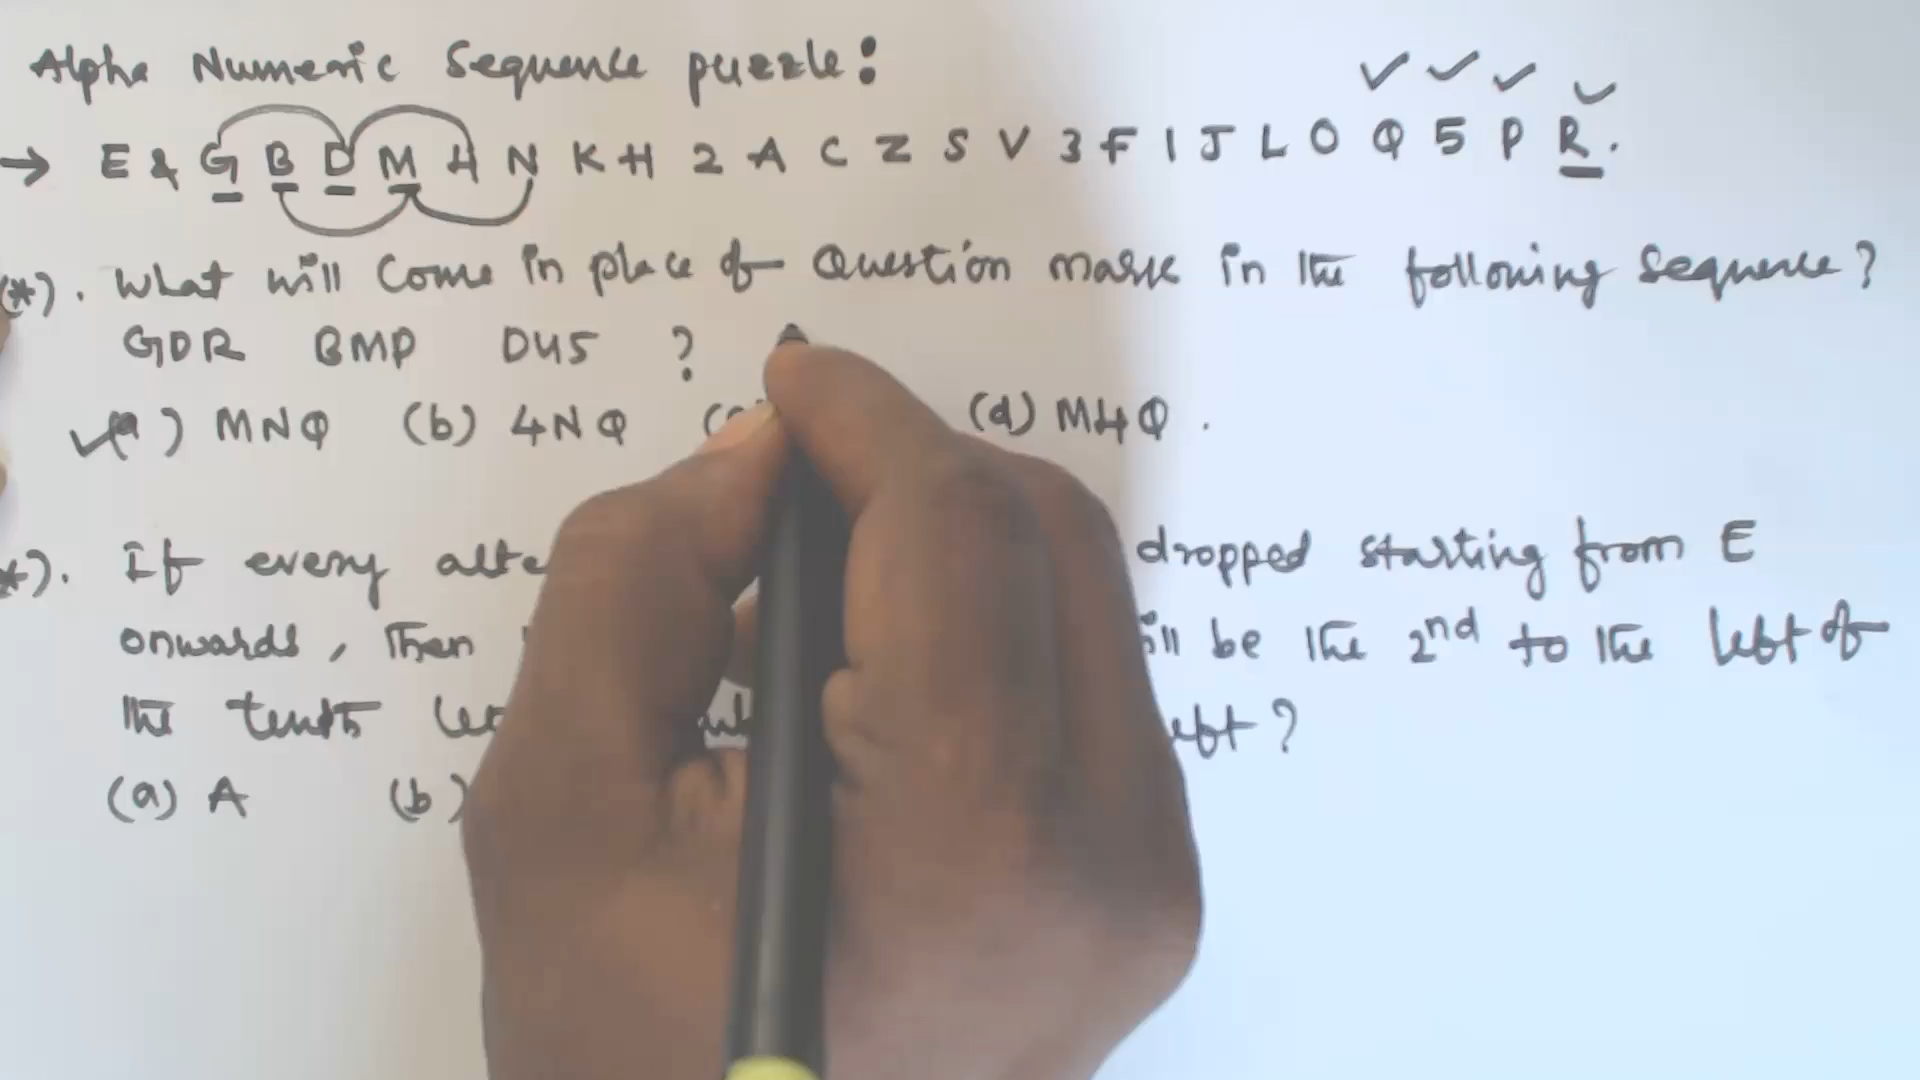 Alpha Numeric Sequence puzzle:
→ E & G B D M 4 N K H 2 A C Z S V 3 F 1 J L O Q 5 P R.
(*). What will Come in place of Question mark in the following sequence?
GDR BMP D45 ?
(a) MNQ (b) 4NQ (d) M4Q.
*). If every dropped starting from E
onwards, then be the 2nd to the left of
the tenth left?
(a) A (b)